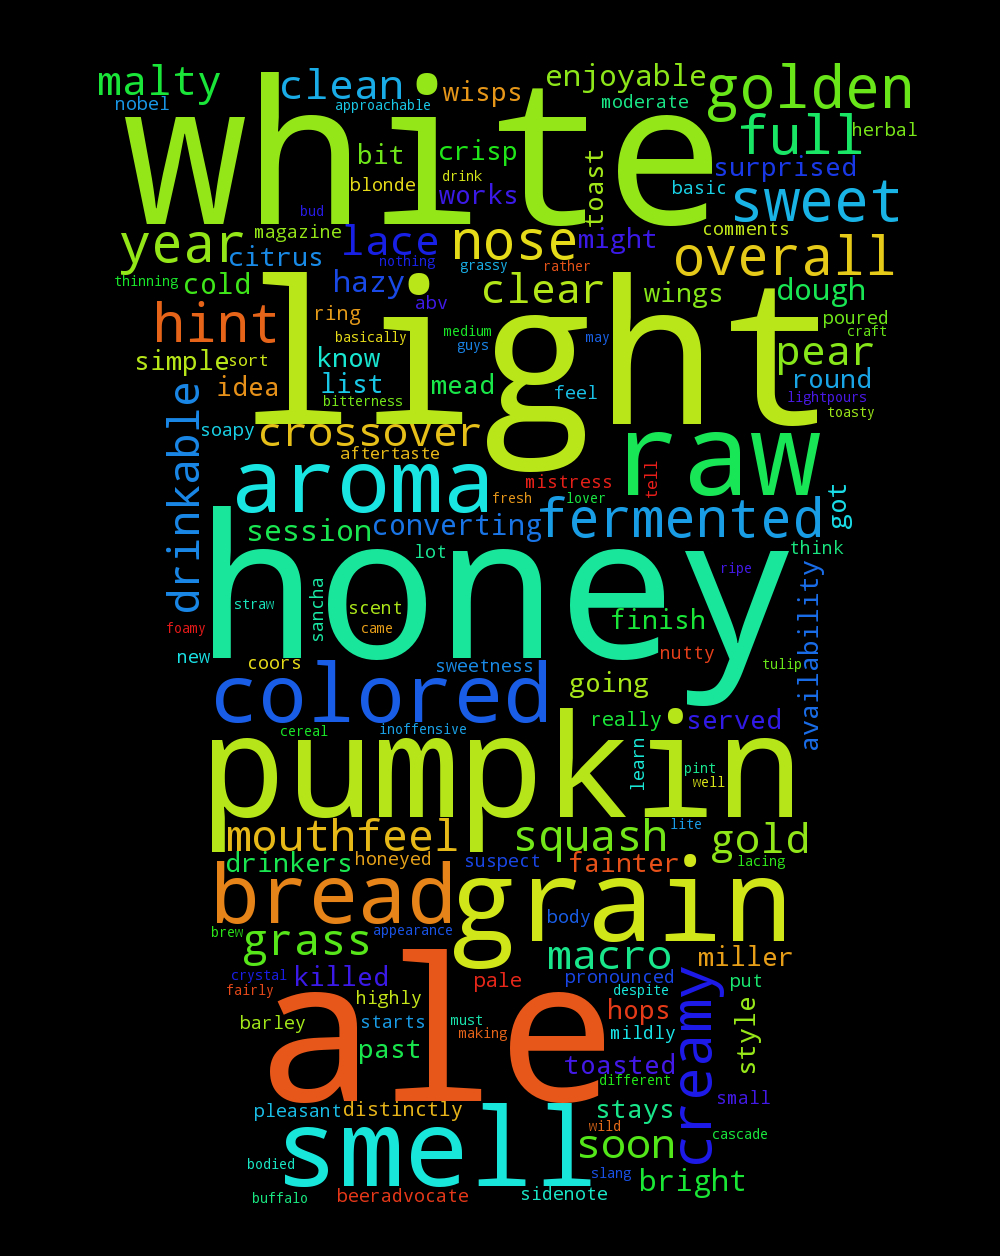 malty
clean
wisps
enjoyable
golden
nobel
approachable
moderate
white
full
herbal
bit
crisp
toast
surprised
blonde
drink
works
basic
sweet
bud
year
magazine
lace
nose
might
comments
overall
citrus
nothing
grassy
rather
thinning
cold
hazy
abv
clear
wings
dough
hint
light
ring
basically
medium
guys
may
poured
craft
pear
simple
sort
know
list
mead
feel
round
idea
bitterness
lightpours
toasty
drinkable
soapy
crossover
aftertaste
raw
aroma
mistress
tell
fresh
lover
got
session
converting
fermented
lot
think
honey
ripe
availability
straw
sancha
scent
came
finish
foamy
new
coors
sweetness
nutty
tulip
colored
going
cereal
inoffensive
really
served
pumpkin
learn
pint
well
mouthfeel
squash
lite
gold
drinkers
honeyed
suspect
fainter
lacing
bread
grain
body
brew
grass
appearance
macro
miller
crystal
killed
pale
pronounced
put
fairly
highly
despite
creamy
ale
hops
barley
starts
must
making
mildly
style
past
toasted
different
small
pleasant
distinctly
stays
smell
wild
soon
cascade
bodied
slang
bright
buffalo
beeradvocate
sidenote